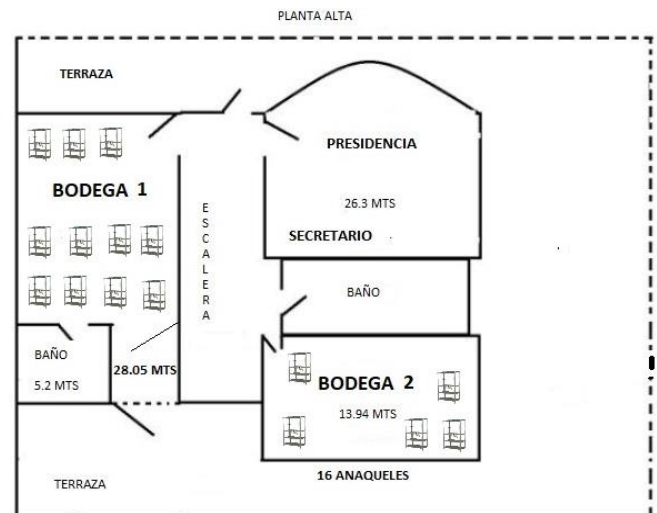 PLANTA ALTA
TERRAZA
PRESIDENCIA
BODEGA 1
26.3 MTS
ESCALERA
SECRETARIO
BAÑO
BAÑO
5.2 MTS
28.05 MTS
BODEGA 2
13.94 MTS
16 ANAQUELES
TERRAZA